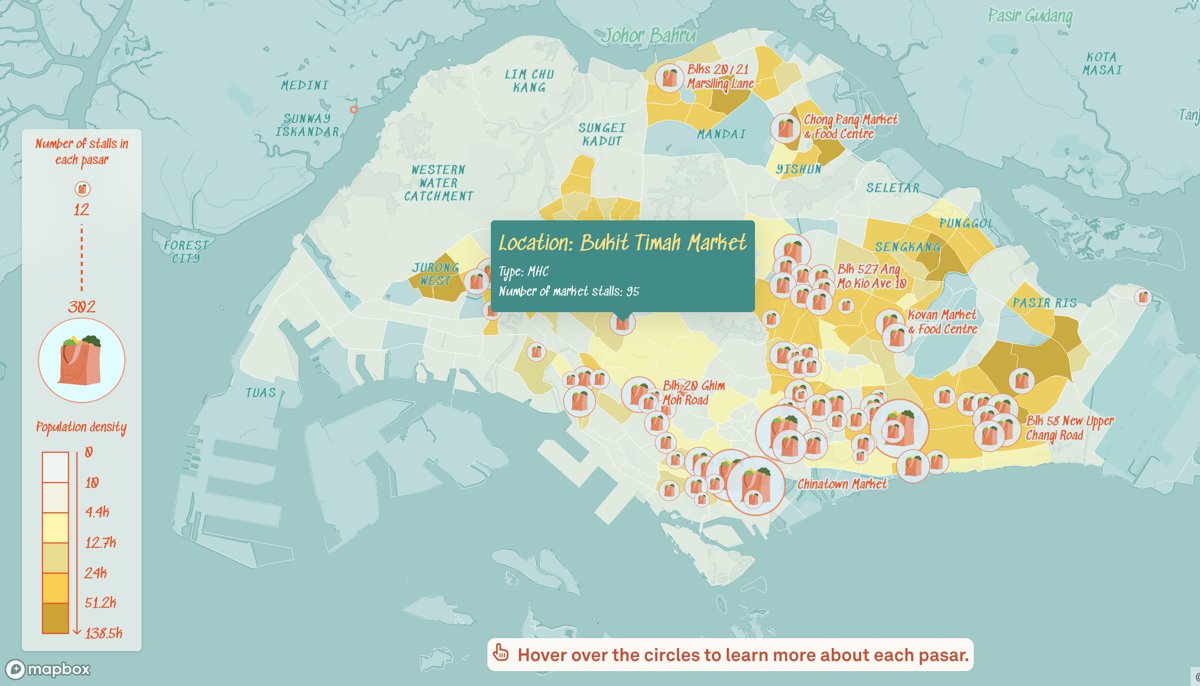 Pasir Gudang
Johor Bahru
KOTA
MASAI
Tanj
LIM CHU
KANG
MEDINI
SUNWAY
ISKANDAR
Blks 20/21
Marsiling Lane
SUNGEI
KADUT
MANDAI
Chong Pang Market
& Food Centre
YISHUN
SELETAR
WESTERN
WATER
CATCHMENT
PUNGGOL
SENGKANG
FOREST
CITY
JURONG
WEST
PASIR RIS
TUAS
Number of stalls in
each pasar
12
302
Population density
0
10
4.4k
12.7k
24k
51.2k
138.5k
Location: Bukit Timah Market
Type: MHC
Number of market stalls: 95
Blk 527 Ang
Mo Kio Ave 10
Kovan Market
& Food Centre
Blk 20 Ghim
Moh Road
Blk 58 New Upper
Changi Road
Chinatown Market
Hover over the circles to learn more about each pasar.
mapbox